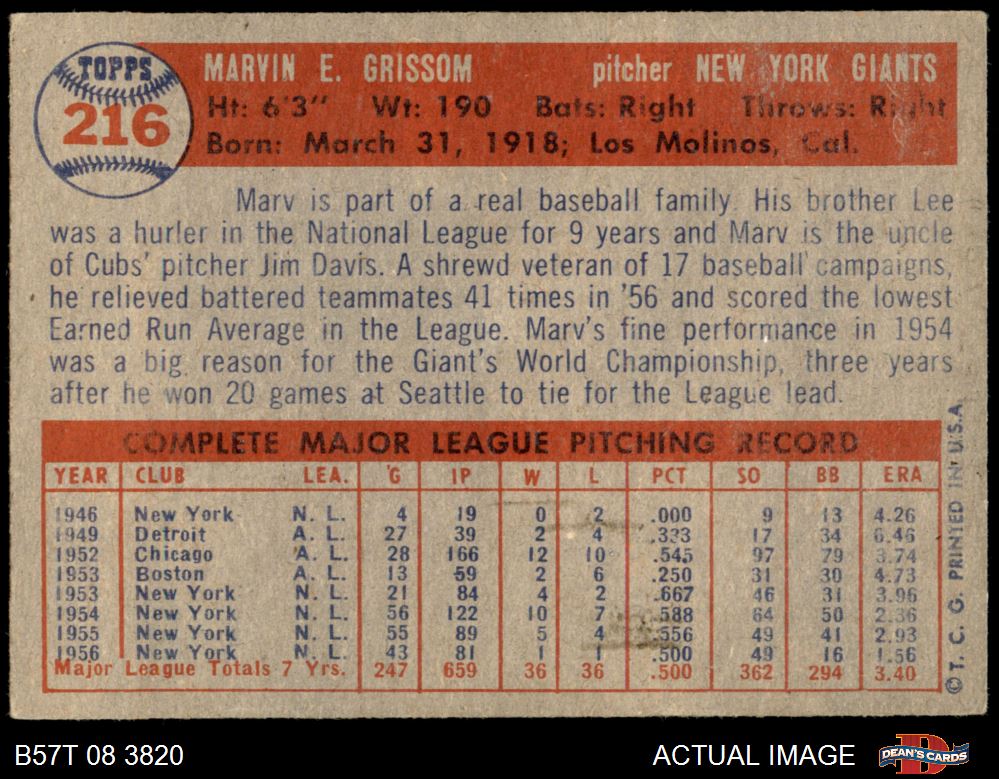 TOPPS
216
MARVIN E. GRISSOM pitcher NEW YORK GIANTS
Ht: 6'3" Wt: 190 Bats: Right Throws: Right
Born: March 31, 1918; Los Molinos, Cal.
Marv is part of a real baseball family. His brother Lee
was a hurler in the National League for 9 years and Marv is the uncle
of Cubs' pitcher Jim Davis. A shrewd veteran of 17 baseball campaigns,
he relieved battered teammates 41 times in '56 and scored the lowest
Earned Run Average in the League. Marv's fine performance in 1954
was a big reason for the Giant's World Championship, three years
after he won 20 games at Seattle to tie for the League lead.
COMPLETE MAJOR LEAGUE PITCHING RECORD
YEAR CLUB LEA. G IP W L PCT SO BB ERA
1946 New York N. L. 4 19 0 2 .000 9 13 4.26
1949 Detroit A. L. 27 39 2 4 .333 17 34 6.46
1952 Chicago A. L. 28 166 12 10 .545 97 79 3.74
1953 Boston A. L. 13 59 2 6 .250 31 30 4.73
1953 New York N. L. 21 84 4 2 .667 46 31 3.96
1954 New York N. L. 56 122 10 7 .588 64 50 2.36
1955 New York N. L. 55 89 5 4 .556 49 41 2.93
1956 New York N. L. 43 81 1 1 .500 49 16 1.56
Major League Totals 7 Yrs. 247 659 36 36 .500 362 294 3.40
© T. C. G. PRINTED IN U.S.A.
B57T 08 3820 ACTUAL IMAGE DEAN'S CARDS